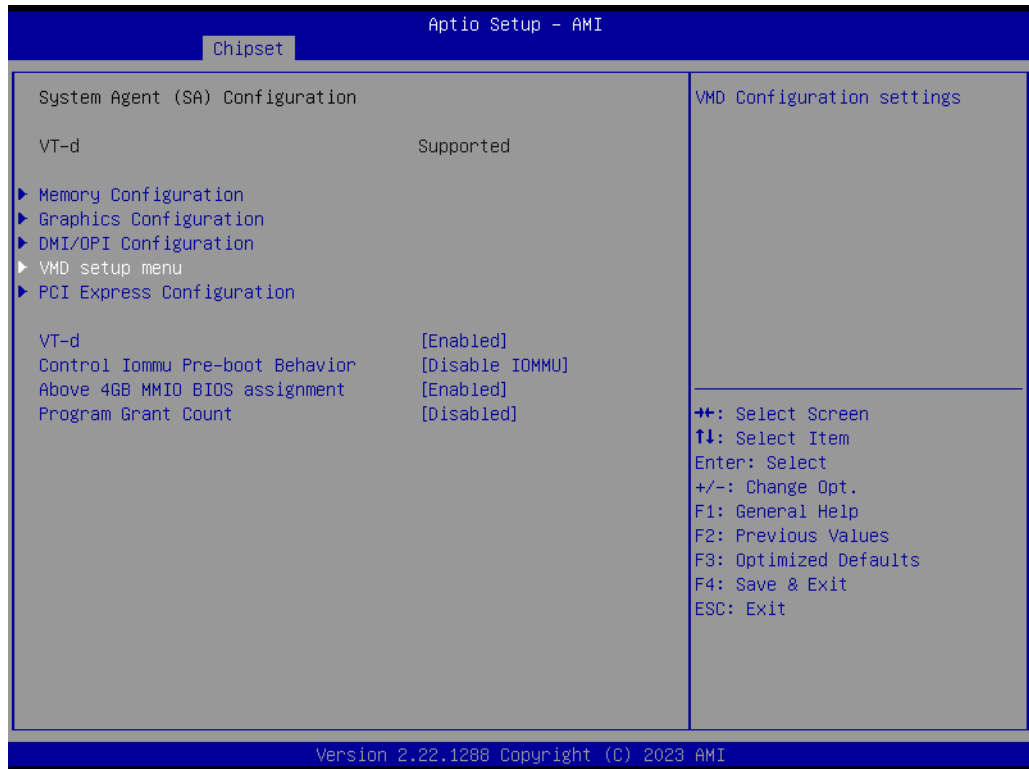 Aptio Setup – AMI
Chipset
System Agent (SA) Configuration
VT-d Supported
▶ Memory Configuration
▶ Graphics Configuration
▶ DMI/OPI Configuration
▶ VMD setup menu
▶ PCI Express Configuration
VT-d [Enabled]
Control Iommu Pre-boot Behavior [Disable IOMMU]
Above 4GB MMIO BIOS assignment [Enabled]
Program Grant Count [Disabled]
VMD Configuration settings
→←: Select Screen
↑↓: Select Item
Enter: Select
+/-: Change Opt.
F1: General Help
F2: Previous Values
F3: Optimized Defaults
F4: Save & Exit
ESC: Exit
Version 2.22.1288 Copyright (C) 2023 AMI